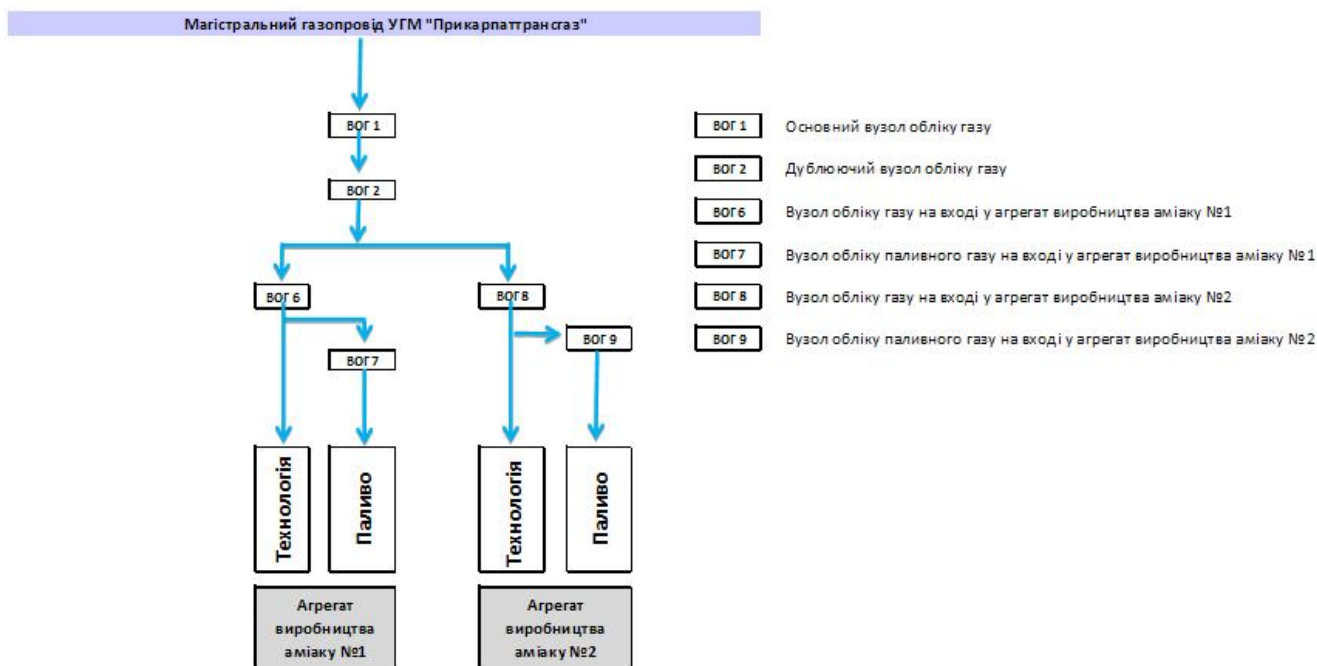 Магістральний газопровід УГМ "Прикарпаттрансгаз"
ВОГ 1
ВОГ 2
ВОГ 6
ВОГ 8
ВОГ 7
ВОГ 9
Технологія
Паливо
Технологія
Паливо
Агрегат
виробництва
аміаку №1
Агрегат
виробництва
аміаку №2
ВОГ 1 Основний вузол обліку газу
ВОГ 2 Дублюючий вузол обліку газу
ВОГ 6 Вузол обліку газу на вході у агрегат виробництва аміаку №1
ВОГ 7 Вузол обліку паливного газу на вході у агрегат виробництва аміаку №1
ВОГ 8 Вузол обліку газу на вході у агрегат виробництва аміаку №2
ВОГ 9 Вузол обліку паливного газу на вході у агрегат виробництва аміаку №2